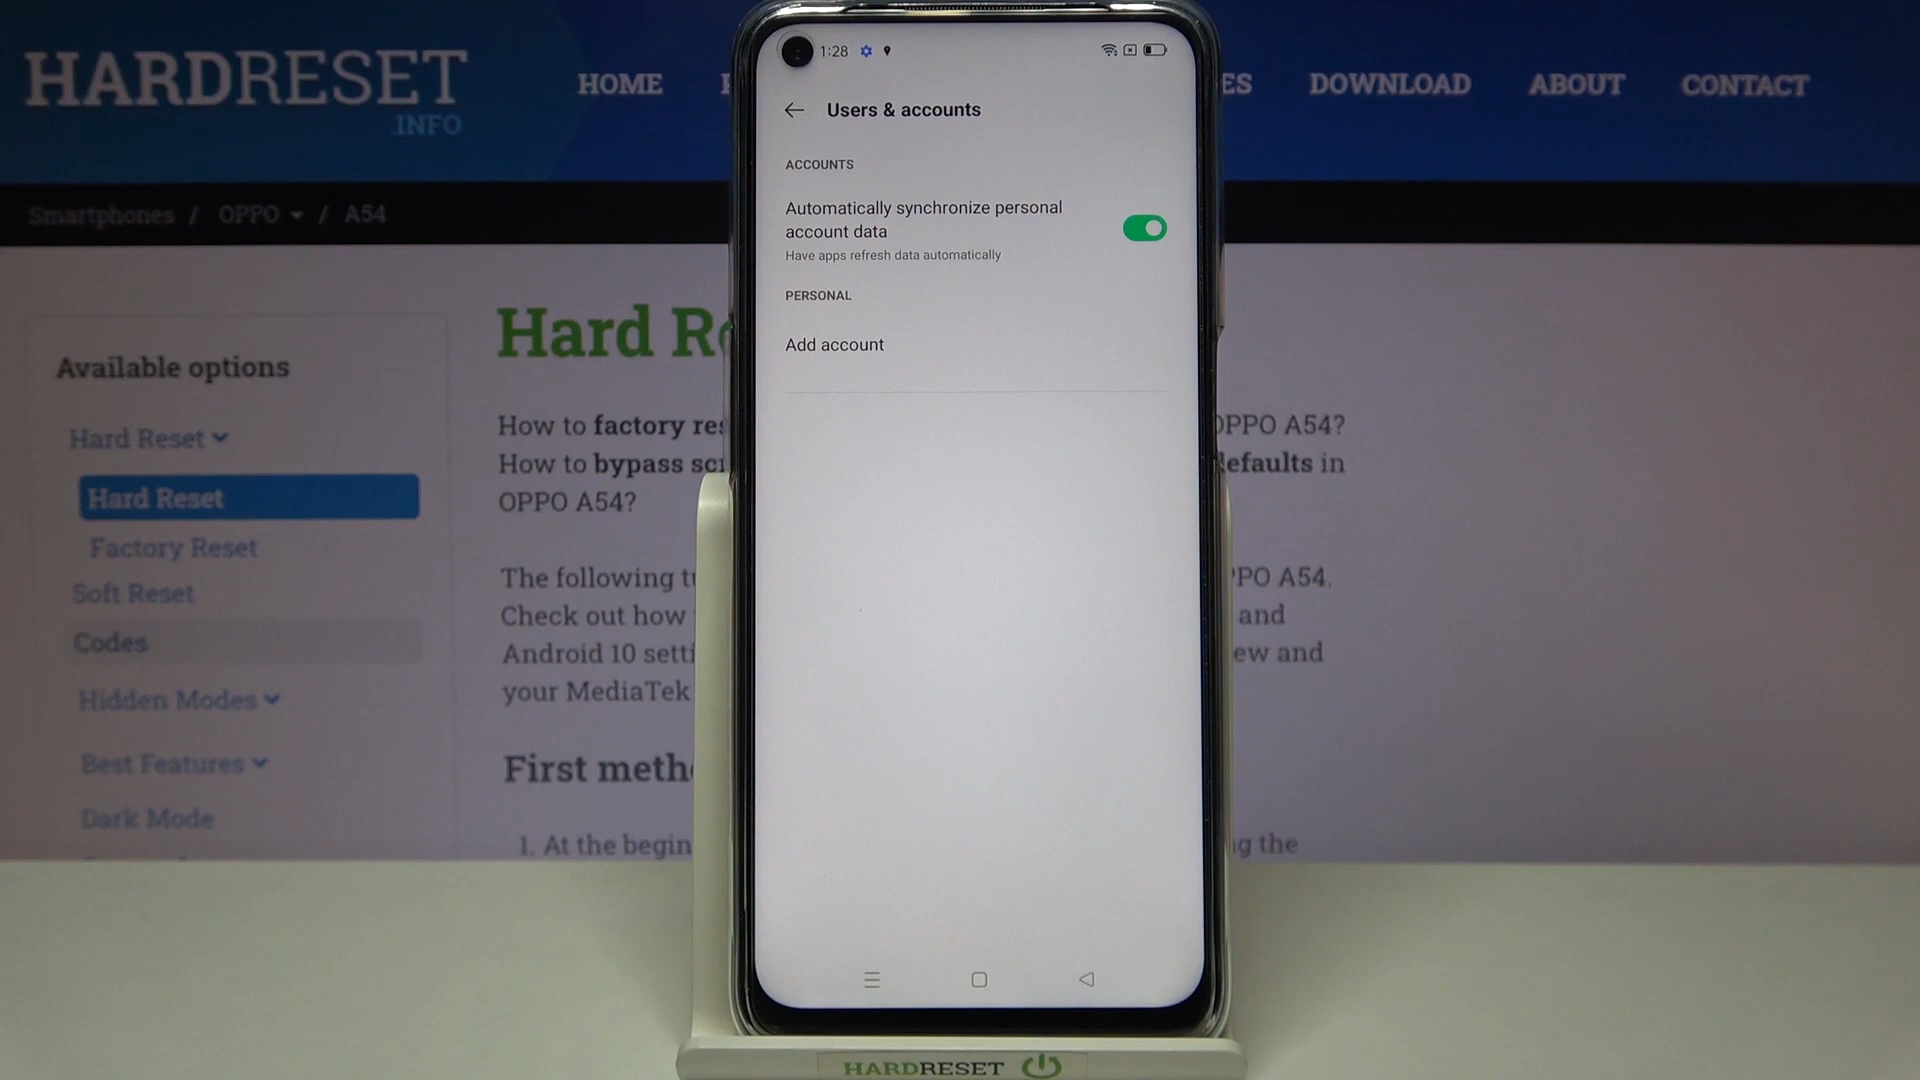 HARDRESET
.INFO
HOME
ES
DOWNLOAD
ABOUT
CONTACT
Smartphones / OPPO / A54
Available options
Hard Reset
Hard Reset
Factory Reset
Soft Reset
Codes
Hidden Modes
Best Features
Dark Mode
Hard Re
How to factory res
OPPO A54?
How to bypass scr
defaults in
OPPO A54?
The following tu
PPO A54.
Check out how
and
Android 10 setti
ew and
your MediaTek
First metho
1. At the begin
ng the
1:28
Users & accounts
ACCOUNTS
Automatically synchronize personal
account data
Have apps refresh data automatically
PERSONAL
Add account
HARDRESET